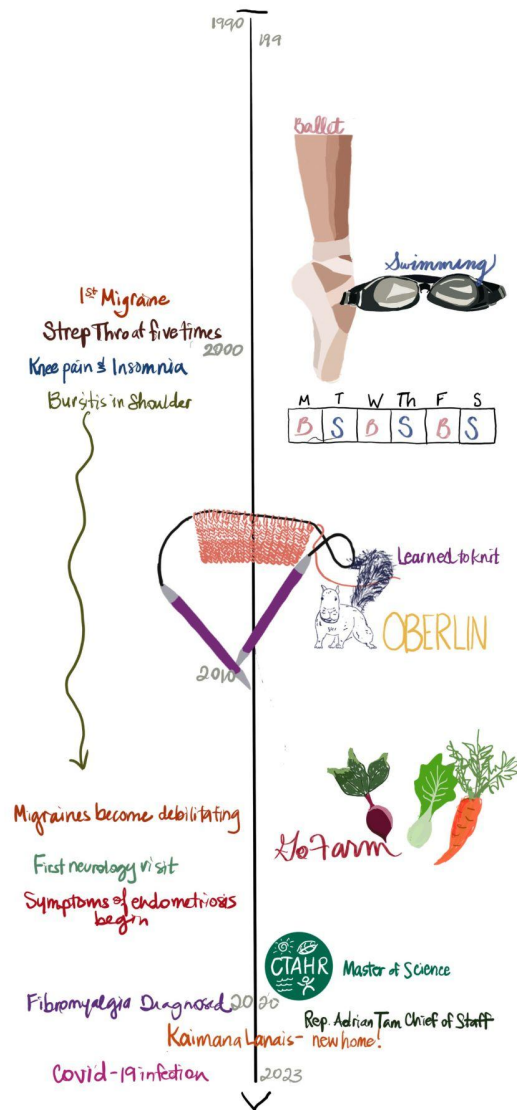 1990
199
Ballet
Swimming
1st Migraine
Strep Throat five times
2000
Knee pain & Insomnia
Bursitis in Shoulder
M T W Th F S
B S B S B S
Learned to knit
OBERLIN
2010
Migraines become debilitating
GoFarm
First neurology visit
Symptoms of endometriosis
begin
CTAHR
Master of Science
Fibromyalgia Diagnosed
2020
Rep. Adrian Tam Chief of Staff
Kaimana Lanais - new home!
Covid-19 infection
2023